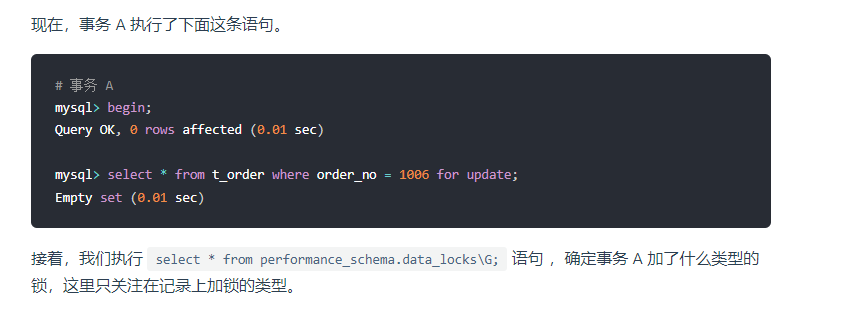 现在，事务 A 执行了下面这条语句。
# 事务 A
mysql> begin;
Query OK, 0 rows affected (0.01 sec)
mysql> select * from t_order where order_no = 1006 for update;
Empty set (0.01 sec)
接着，我们执行 select * from performance_schema.data_locks\G; 语句 ，确定事务 A 加了什么类型的
锁，这里只关注在记录上加锁的类型。